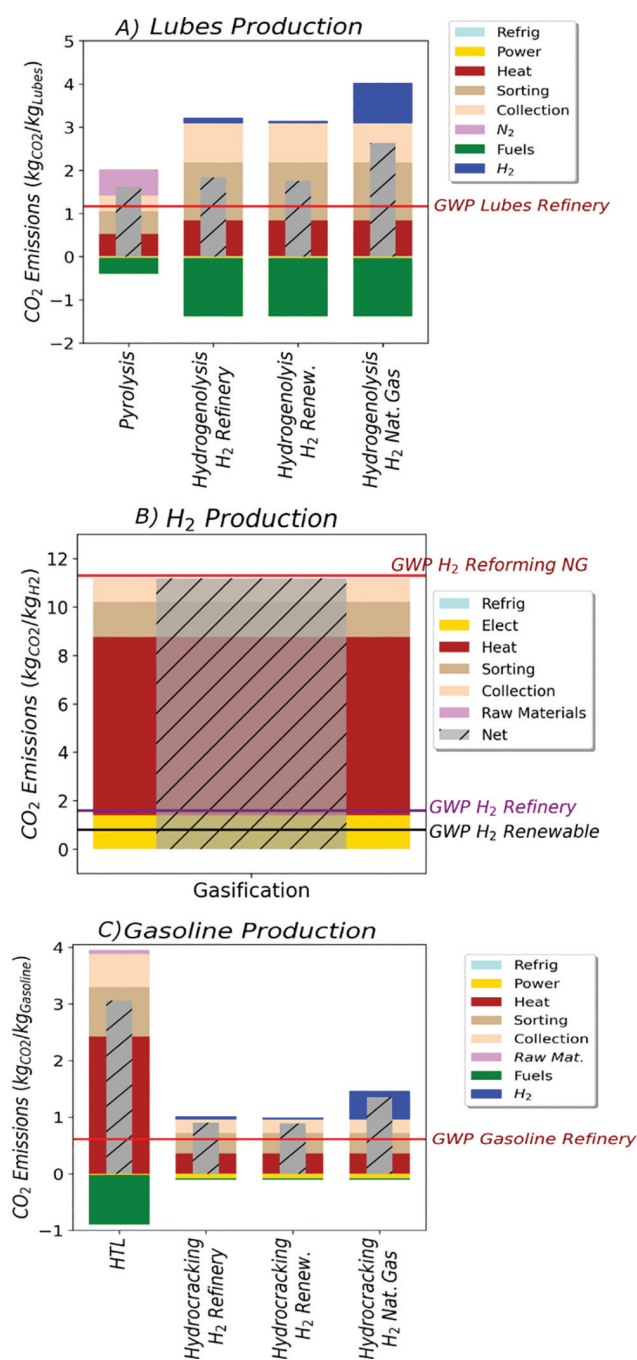 A) Lubes Production
CO2 Emissions (kgCO2/kgLubes)
5
4
3
2
1
0
−1
−2
Refrig
Power
Heat
Sorting
Collection
N2
Fuels
H2
GWP Lubes Refinery
Pyrolysis
Hydrogenolysis
H2 Refinery
Hydrogenolyis
H2 Renew.
Hydrogenolysis
H2 Nat. Gas
B) H2 Production
CO2 Emissions (kgCO2/kgH2)
12
10
8
6
4
2
0
GWP H2 Reforming NG
Refrig
Elect
Heat
Sorting
Collection
Raw Materials
Net
GWP H2 Refinery
GWP H2 Renewable
Gasification
C) Gasoline Production
CO2 Emissions (kgCO2/kgGasoline)
4
3
2
1
0
−1
Refrig
Power
Heat
Sorting
Collection
Raw Mat.
Fuels
H2
GWP Gasoline Refinery
HTL
Hydrocracking
H2 Refinery
Hydrocracking
H2 Renew.
Hydrocracking
H2 Nat. Gas